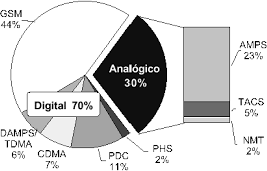 GSM
44%
Analógico
30%
AMPS
23%
TACS
5%
NMT
2%
Digital 70%
DAMPS/
TDMA
6%
CDMA
7%
PDC
11%
PHS
2%